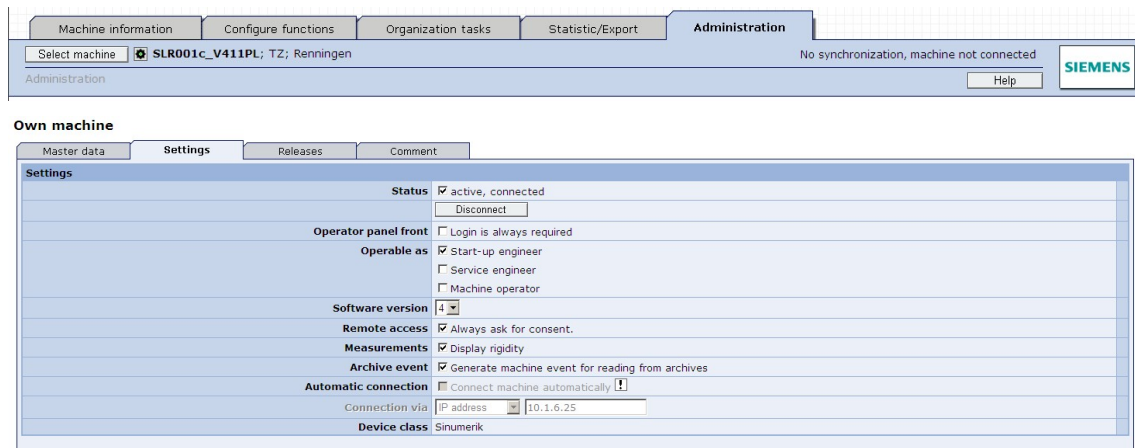 Machine information Configure functions Organization tasks Statistic/Export Administration
Select machine SLR001c_V411PL; TZ; Renningen No synchronization, machine not connected
SIEMENS
Administration Help
Own machine
Master data Settings Releases Comment
Settings
Status active, connected
Disconnect
Operator panel front Login is always required
Operable as Start-up engineer
Service engineer
Machine operator
Software version 4
Remote access Always ask for consent.
Measurements Display rigidity
Archive event Generate machine event for reading from archives
Automatic connection Connect machine automatically !
Connection via IP address 10.1.6.25
Device class Sinumerik